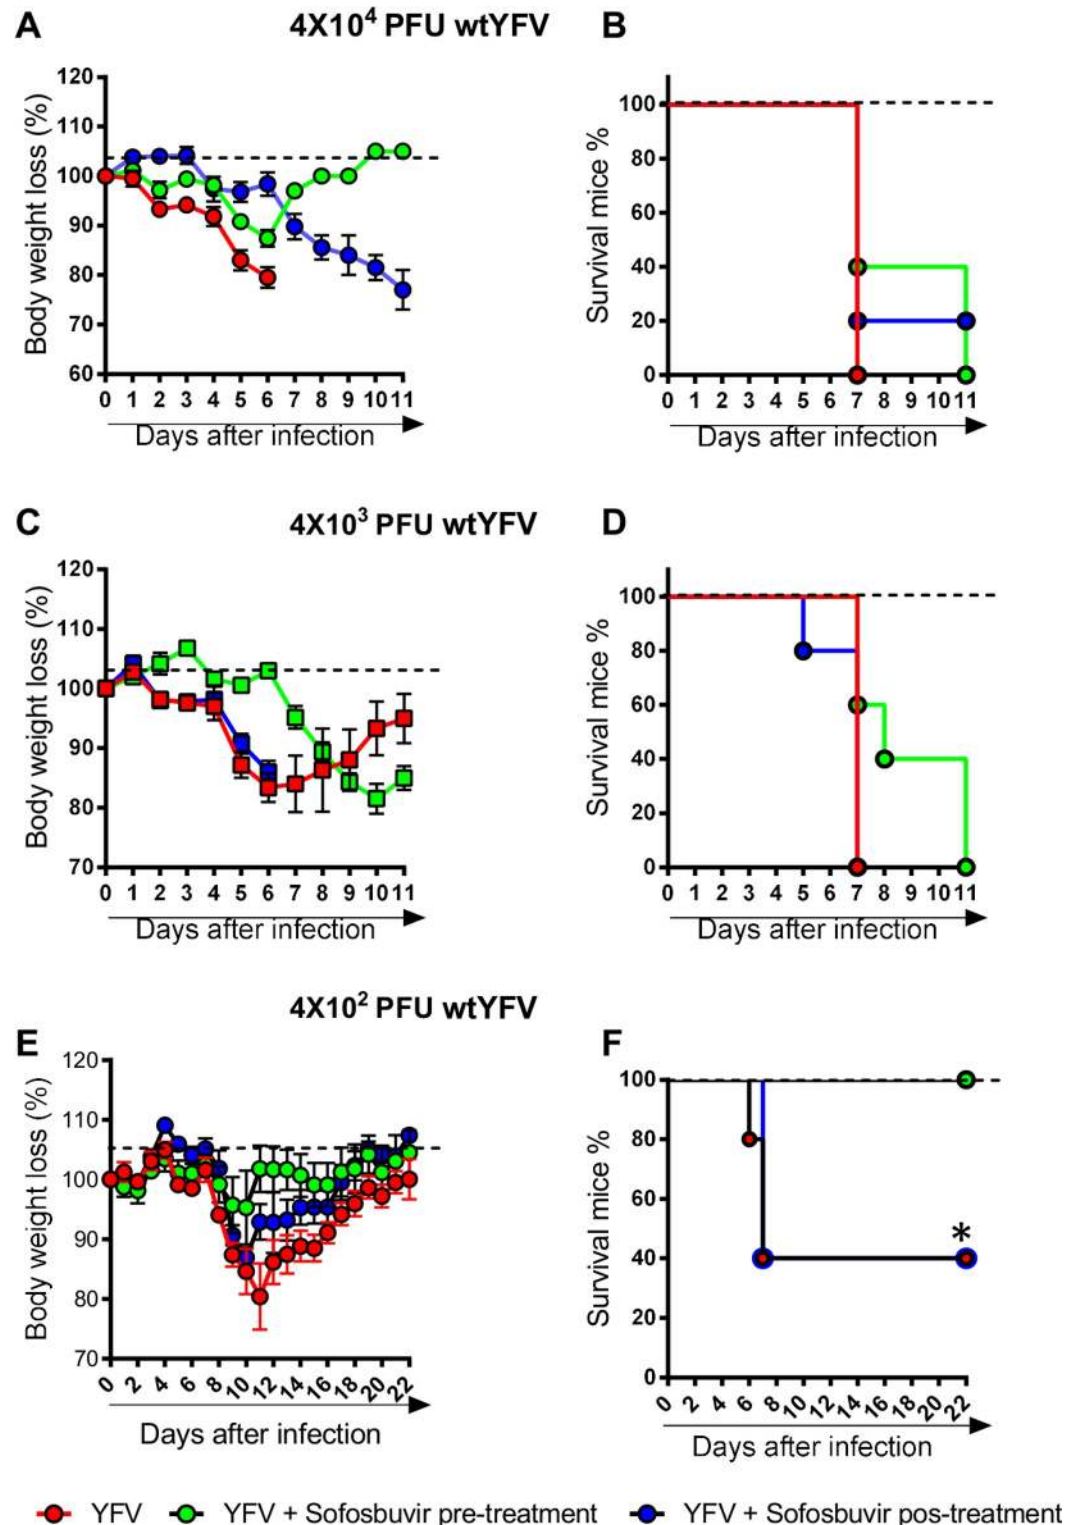 A
4X10⁴ PFU wtYFV
B
Body weight loss (%)
120
110
100
90
80
70
60
0 1 2 3 4 5 6 7 8 9 10 11
Days after infection
Survival mice %
100
80
60
40
20
0
0 1 2 3 4 5 6 7 8 9 10 11
Days after infection
C
4X10³ PFU wtYFV
D
Body weight loss (%)
120
110
100
90
80
70
0 1 2 3 4 5 6 7 8 9 10 11
Days after infection
Survival mice %
100
80
60
40
20
0
0 1 2 3 4 5 6 7 8 9 10 11
Days after infection
4X10² PFU wtYFV
E
F
Body weight loss (%)
120
110
100
90
80
70
0 2 4 6 8 10 12 14 16 18 20 22
Days after infection
Survival mice %
100
80
60
40
20
0
*
0 2 4 6 8 10 12 14 16 18 20 22
Days after infection
YFV YFV + Sofosbuvir pre-treatment YFV + Sofosbuvir pos-treatment